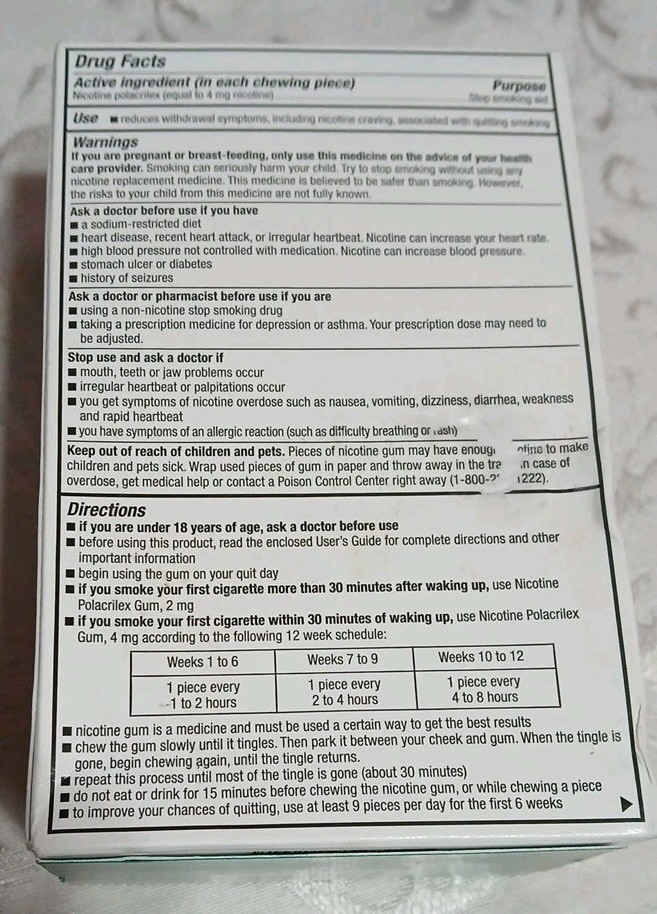 Drug Facts
Active ingredient (in each chewing piece) Purpose
Nicotine polacrilex (equal to 4 mg nicotine) Stop smoking aid
Use ■ reduces withdrawal symptoms, including nicotine craving, associated with quitting smoking
Warnings
If you are pregnant or breast-feeding, only use this medicine on the advice of your health
care provider. Smoking can seriously harm your child. Try to stop smoking without using any
nicotine replacement medicine. This medicine is believed to be safer than smoking. However,
the risks to your child from this medicine are not fully known.
Ask a doctor before use if you have
■ a sodium-restricted diet
■ heart disease, recent heart attack, or irregular heartbeat. Nicotine can increase your heart rate.
■ high blood pressure not controlled with medication. Nicotine can increase blood pressure.
■ stomach ulcer or diabetes
■ history of seizures
Ask a doctor or pharmacist before use if you are
■ using a non-nicotine stop smoking drug
■ taking a prescription medicine for depression or asthma. Your prescription dose may need to
be adjusted.
Stop use and ask a doctor if
■ mouth, teeth or jaw problems occur
■ irregular heartbeat or palpitations occur
■ you get symptoms of nicotine overdose such as nausea, vomiting, dizziness, diarrhea, weakness
and rapid heartbeat
■ you have symptoms of an allergic reaction (such as difficulty breathing or rash)
Keep out of reach of children and pets. Pieces of nicotine gum may have to make
children and pets sick. Wrap used pieces of gum in paper and throw away in the case of
overdose, get medical help or contact a Poison Control Center right away (1-800- 1222).
Directions
■ if you are under 18 years of age, ask a doctor before use
■ before using this product, read the enclosed User's Guide for complete directions and other
important information
■ begin using the gum on your quit day
■ if you smoke your first cigarette more than 30 minutes after waking up, use Nicotine
Polacrilex Gum, 2 mg
■ if you smoke your first cigarette within 30 minutes of waking up, use Nicotine Polacrilex
Gum, 4 mg according to the following 12 week schedule:
Weeks 1 to 6 Weeks 7 to 9 Weeks 10 to 12
1 piece every 1 piece every 1 piece every
1 to 2 hours 2 to 4 hours 4 to 8 hours
■ nicotine gum is a medicine and must be used a certain way to get the best results
■ chew the gum slowly until it tingles. Then park it between your cheek and gum. When the tingle is
gone, begin chewing again, until the tingle returns.
■ repeat this process until most of the tingle is gone (about 30 minutes)
■ do not eat or drink for 15 minutes before chewing the nicotine gum, or while chewing a piece
■ to improve your chances of quitting, use at least 9 pieces per day for the first 6 weeks